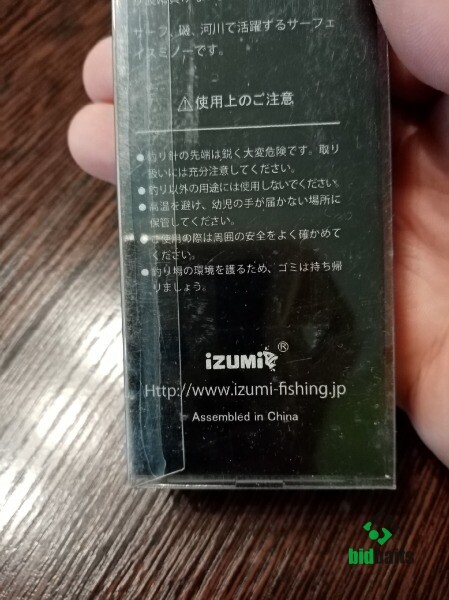 サーフ、磯、河川で活躍するサーフェ
イスミノーです。
⚠使用上のご注意
●釣り針の先端は鋭く大変危険です。取り
扱いには充分注意してください。
●釣り以外の用途には使用しないでください。
●高温を避け、幼児の手が届かない場所に
保管してください。
●ご使用の際は周囲の安全をよく確かめて
ください。
●釣り場の環境を護るため、ゴミは持ち帰
りましょう。
IZUMI®
Http://www.izumi-fishing.jp
Assembled in China
bidparts